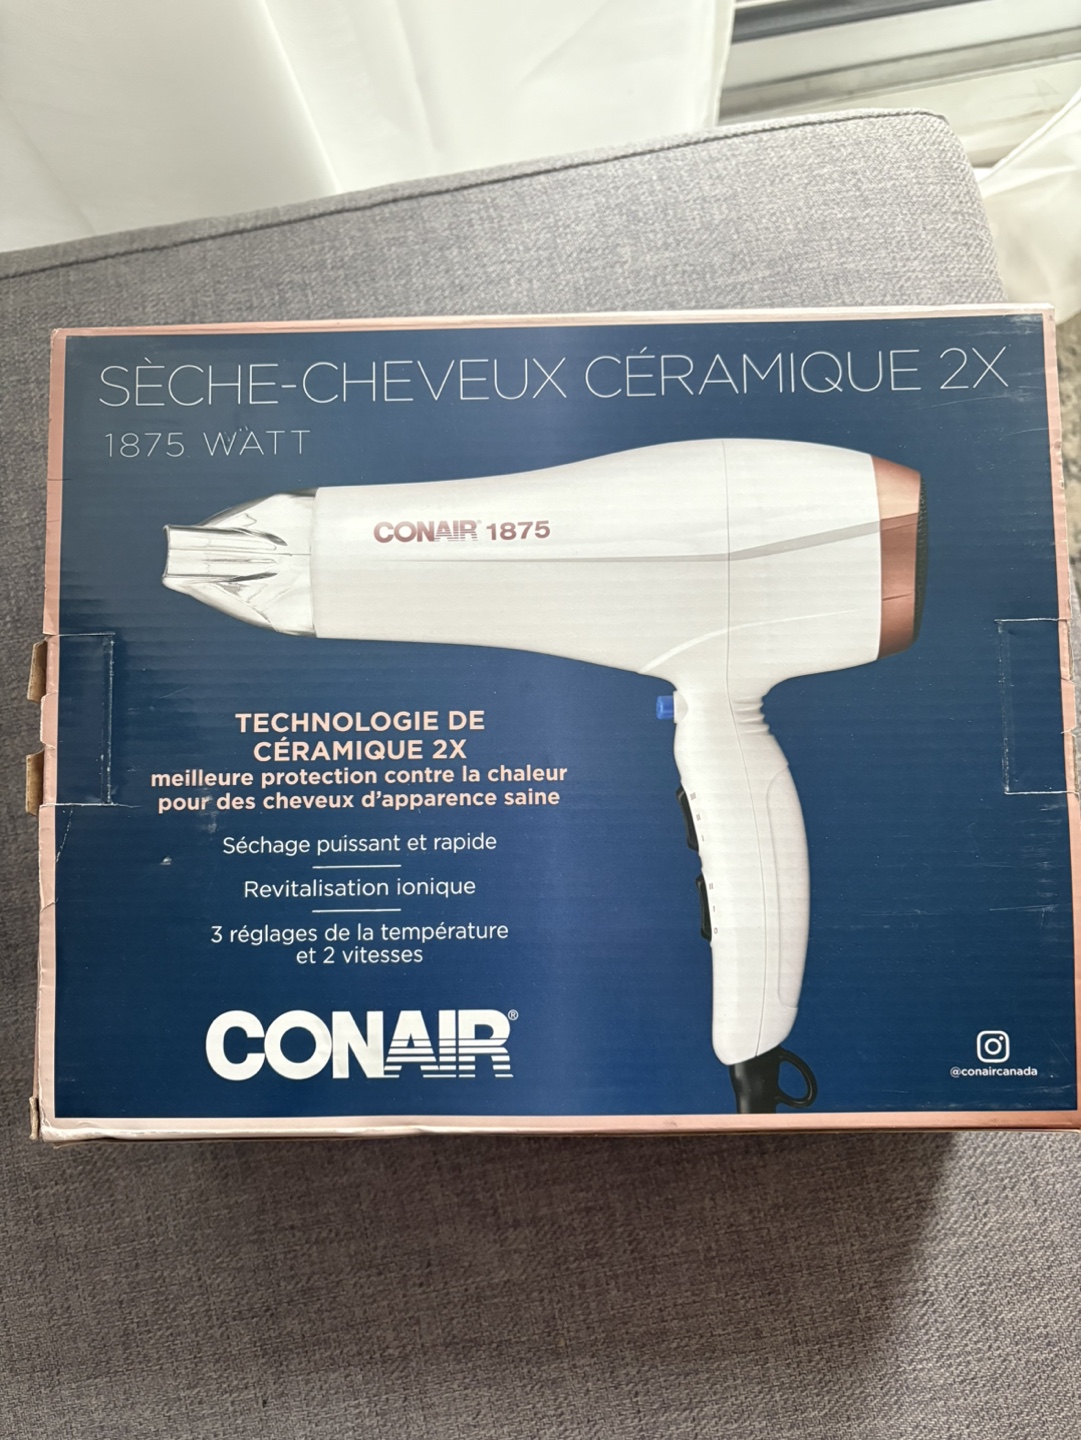 SÈCHE-CHEVEUX CÉRAMIQUE 2X
1875 WATT
CONAIR® 1875
TECHNOLOGIE DE
CÉRAMIQUE 2X
meilleure protection contre la chaleur
pour des cheveux d'apparence saine
Séchage puissant et rapide
Revitalisation ionique
3 réglages de la température
et 2 vitesses
CONAIR®
@conaircanada